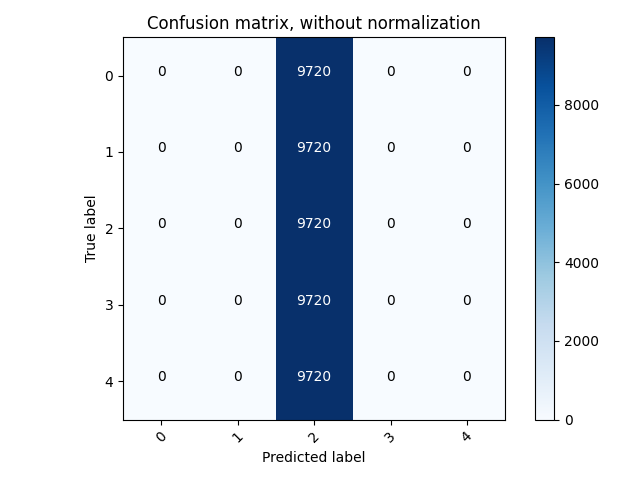 Confusion matrix, without normalization
0 0 0 9720 0 0
1 0 0 9720 0 0
2 0 0 9720 0 0
3 0 0 9720 0 0
4 0 0 9720 0 0
0 1 2 3 4
True label
Predicted label
8000
6000
4000
2000
0